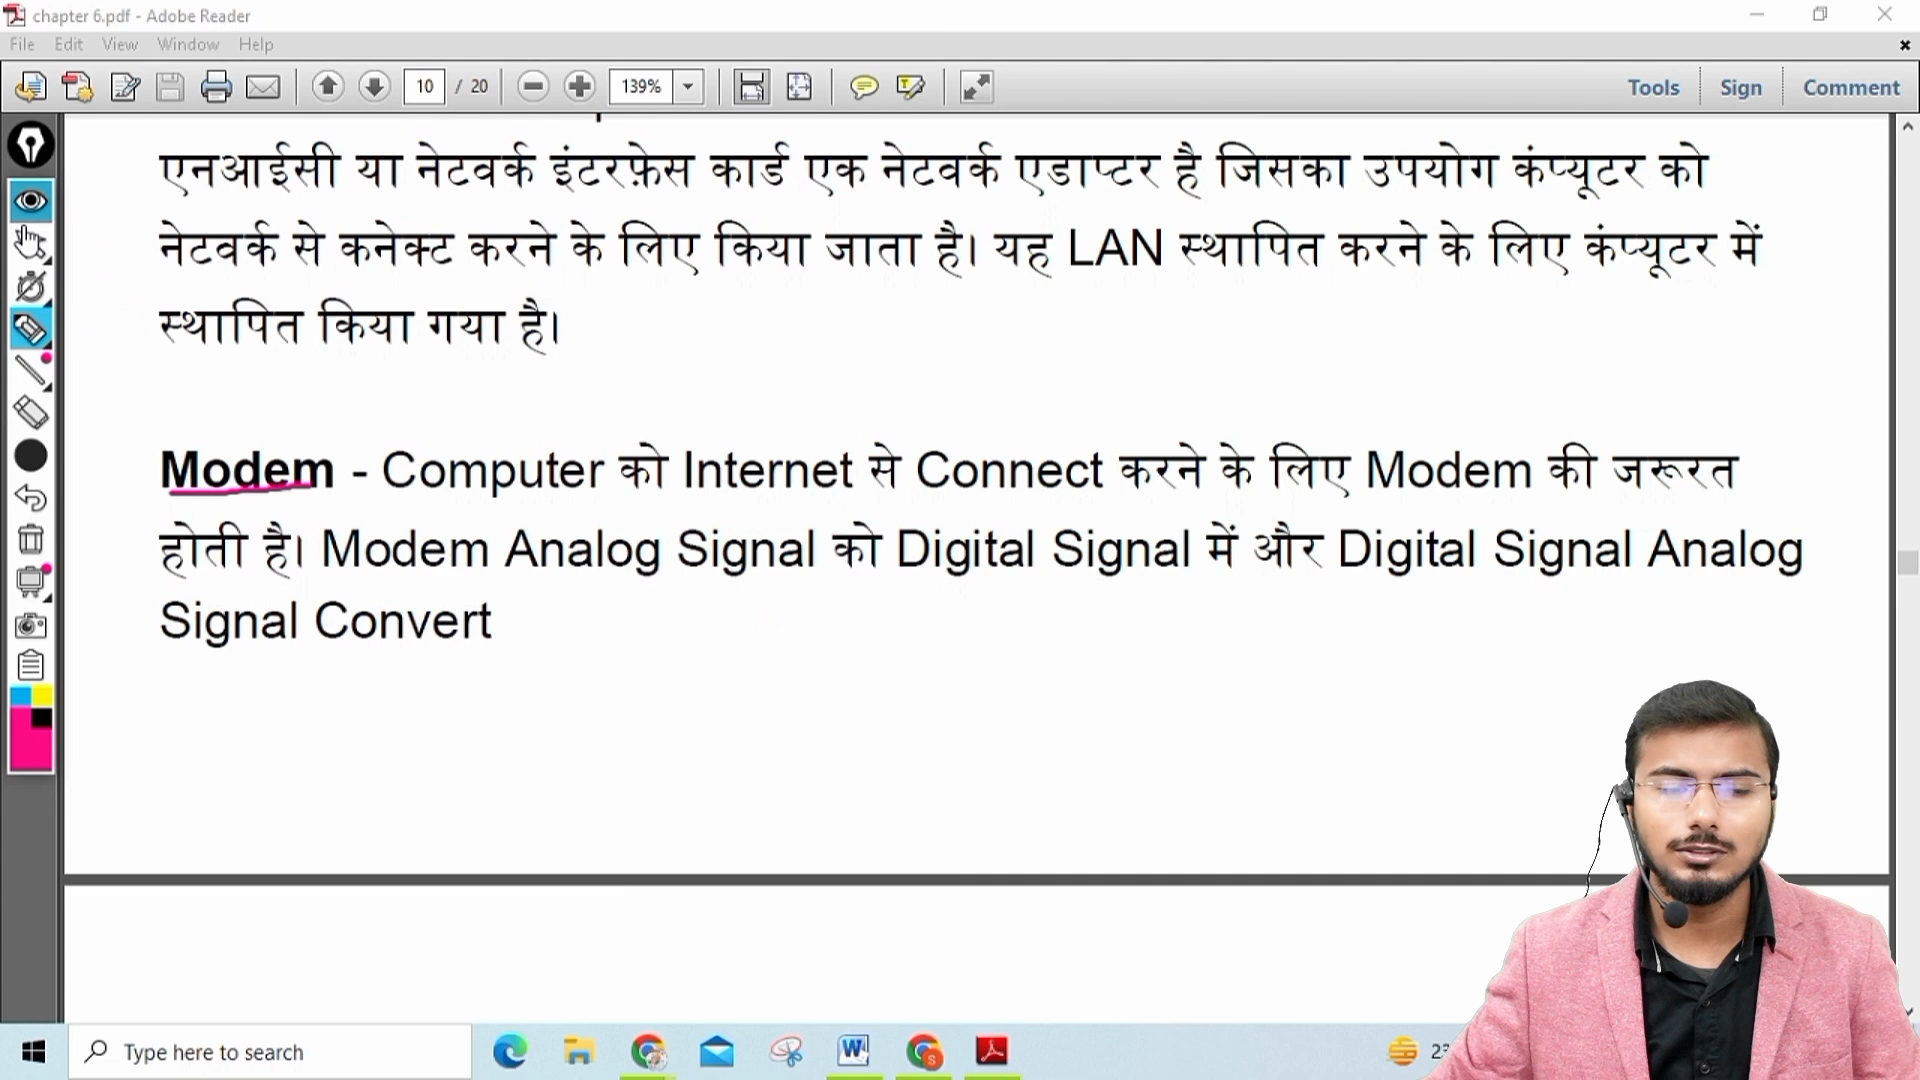 chapter 6.pdf - Adobe Reader
File Edit View Window Help
10 / 20 139% Tools Sign Comment
एनआईसी या नेटवर्क इंटरफ़ेस कार्ड एक नेटवर्क एडाप्टर है जिसका उपयोग कंप्यूटर को
नेटवर्क से कनेक्ट करने के लिए किया जाता है। यह LAN स्थापित करने के लिए कंप्यूटर में
स्थापित किया गया है।
Modem - Computer को Internet से Connect करने के लिए Modem की जरूरत
होती है। Modem Analog Signal को Digital Signal में और Digital Signal Analog
Signal Convert
Type here to search